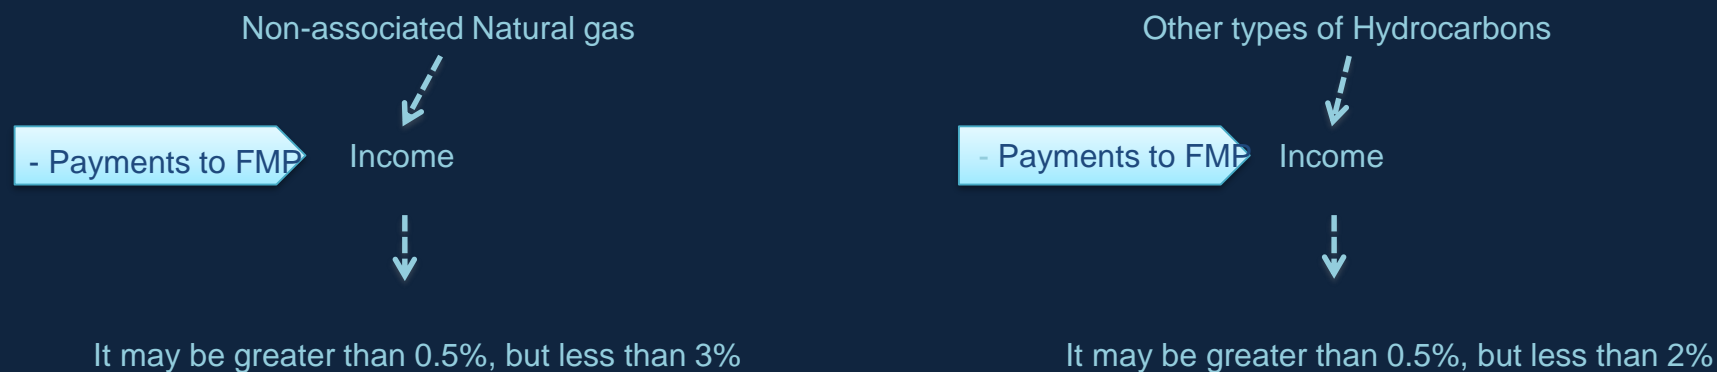 Non-associated Natural gas
- Payments to FMP
Income
It may be greater than 0.5%, but less than 3%
Other types of Hydrocarbons
- Payments to FMP
Income
It may be greater than 0.5%, but less than 2%